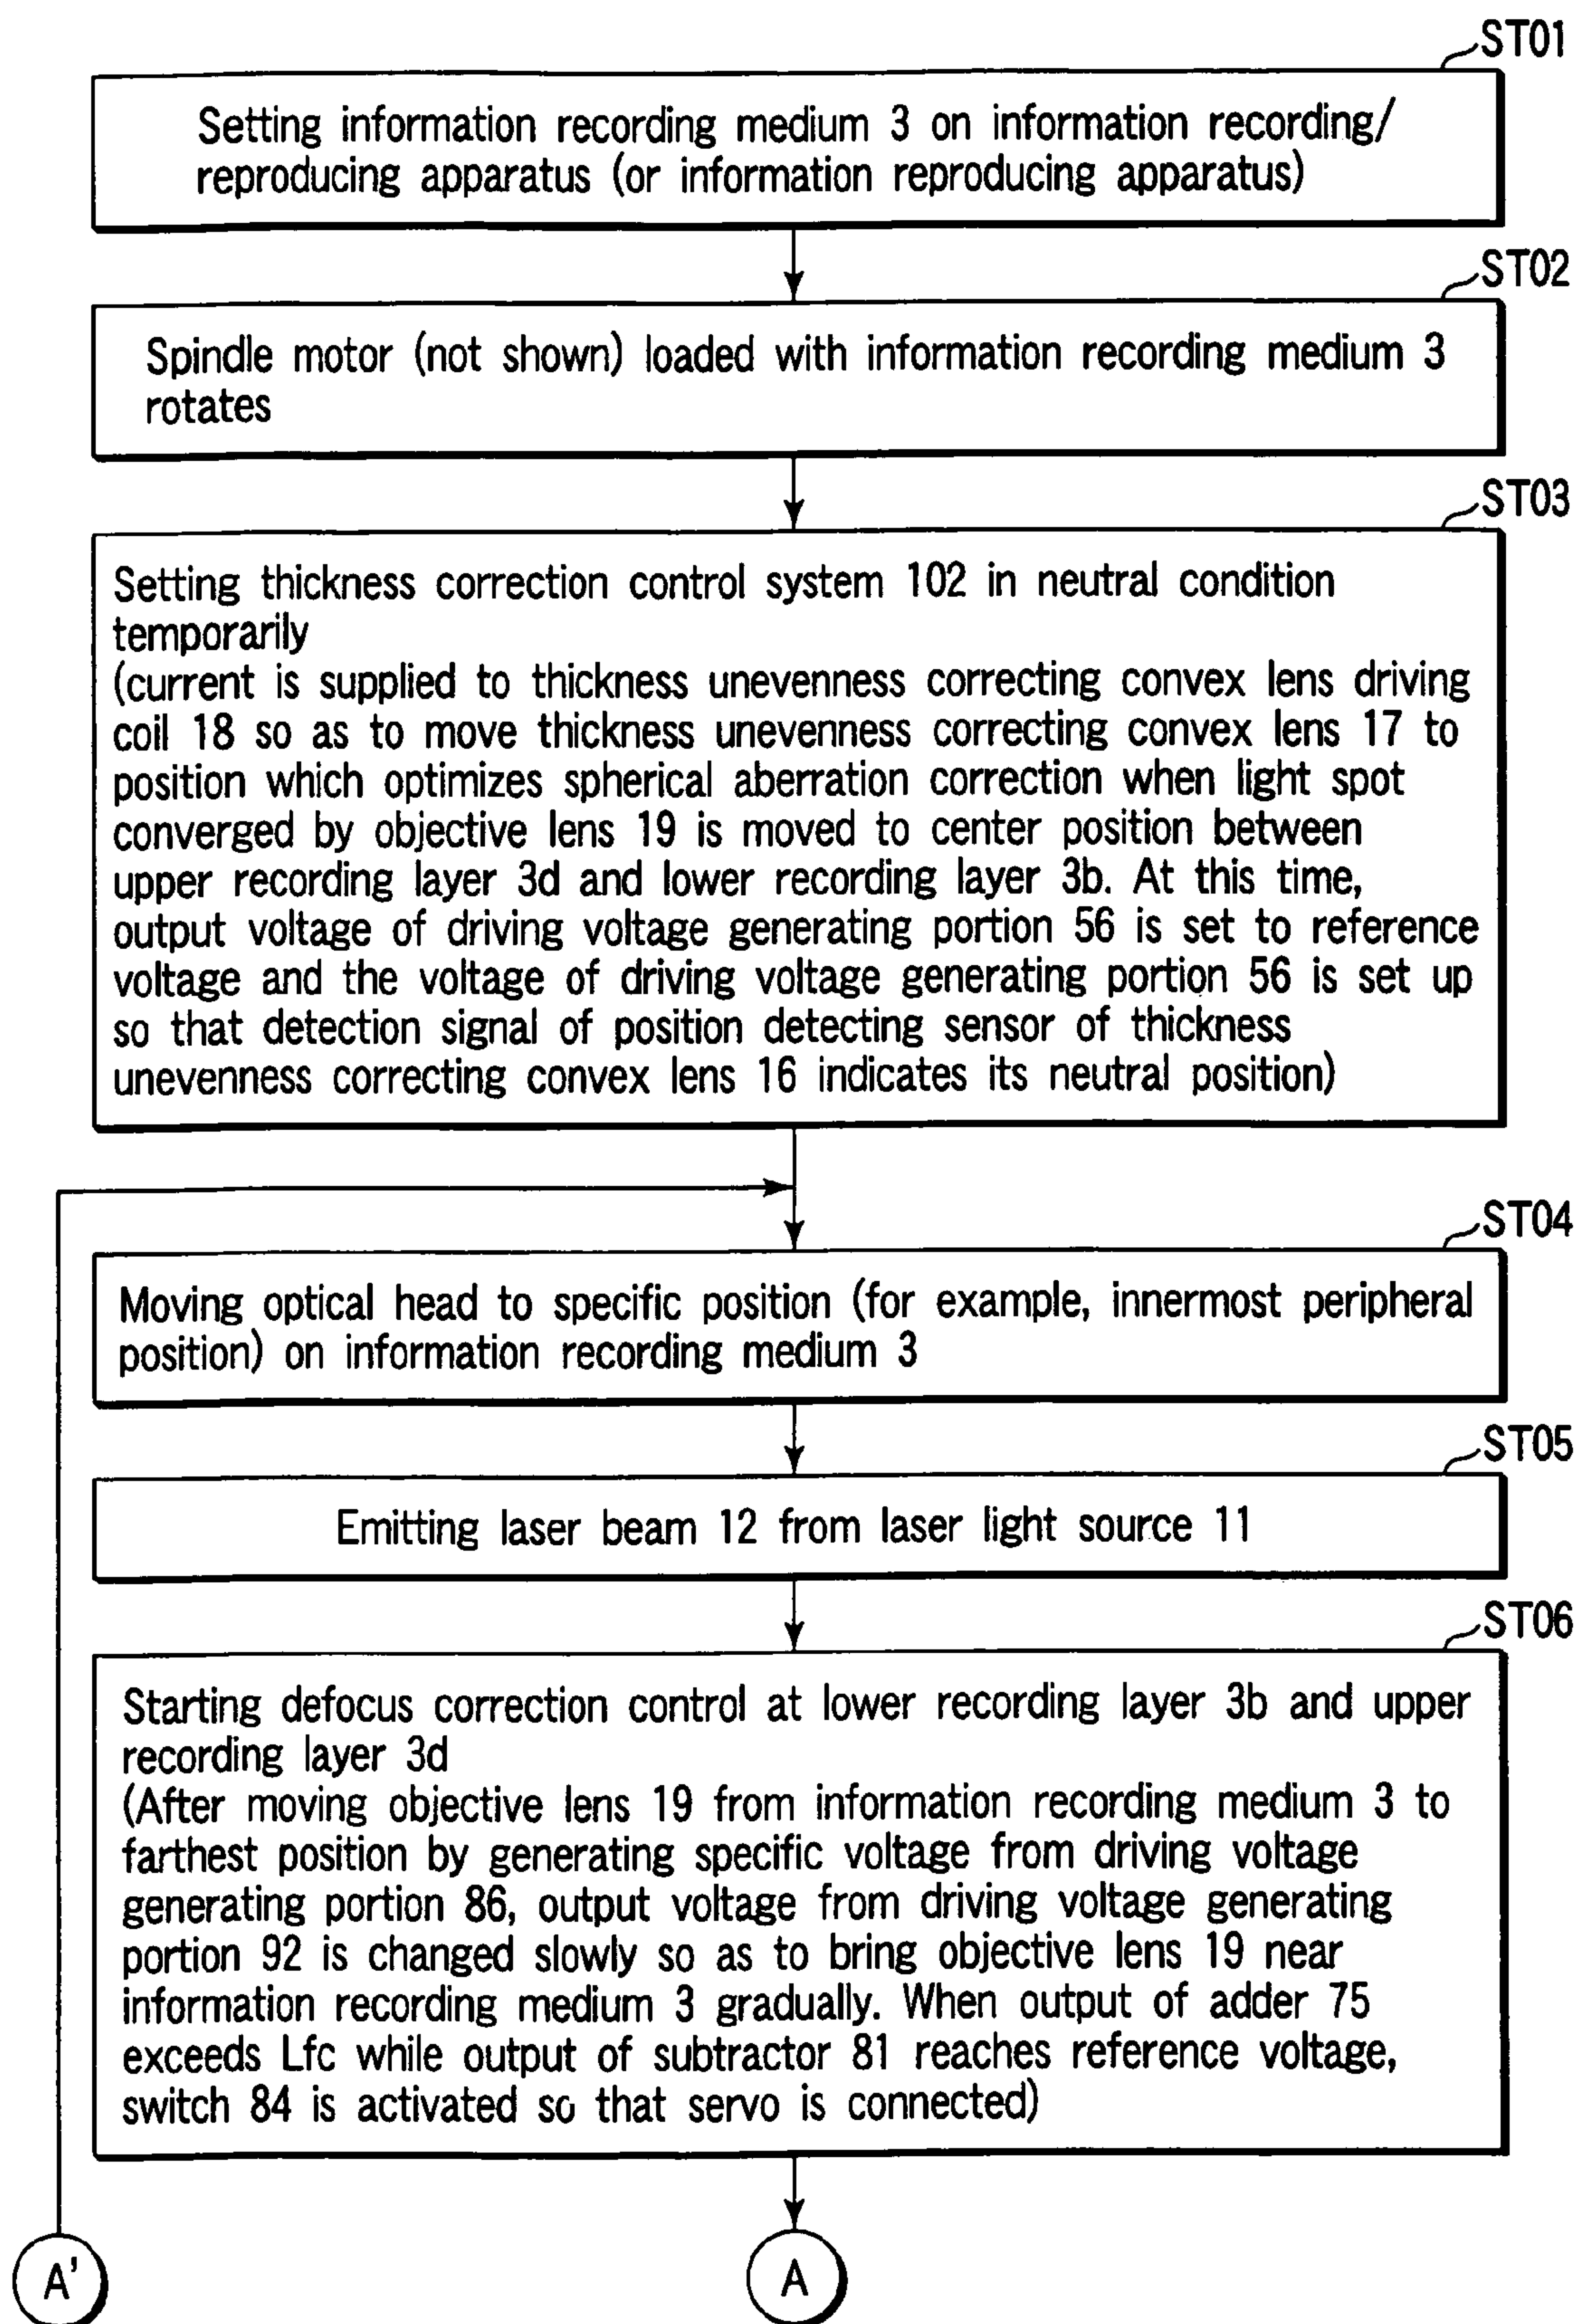 ST01
Setting information recording medium 3 on information recording/
reproducing apparatus (or information reproducing apparatus)
ST02
Spindle motor (not shown) loaded with information recording medium 3
rotates
ST03
Setting thickness correction control system 102 in neutral condition
temporarily
(current is supplied to thickness unevenness correcting convex lens driving
coil 18 so as to move thickness unevenness correcting convex lens 17 to
position which optimizes spherical aberration correction when light spot
converged by objective lens 19 is moved to center position between
upper recording layer 3d and lower recording layer 3b. At this time,
output voltage of driving voltage generating portion 56 is set to reference
voltage and the voltage of driving voltage generating portion 56 is set up
so that detection signal of position detecting sensor of thickness
unevenness correcting convex lens 16 indicates its neutral position)
ST04
Moving optical head to specific position (for example, innermost peripheral
position) on information recording medium 3
ST05
Emitting laser beam 12 from laser light source 11
ST06
Starting defocus correction control at lower recording layer 3b and upper
recording layer 3d
(After moving objective lens 19 from information recording medium 3 to
farthest position by generating specific voltage from driving voltage
generating portion 86, output voltage from driving voltage generating
portion 92 is changed slowly so as to bring objective lens 19 near
information recording medium 3 gradually. When output of adder 75
exceeds Lfc while output of subtractor 81 reaches reference voltage,
switch 84 is activated so that servo is connected)
A'
A